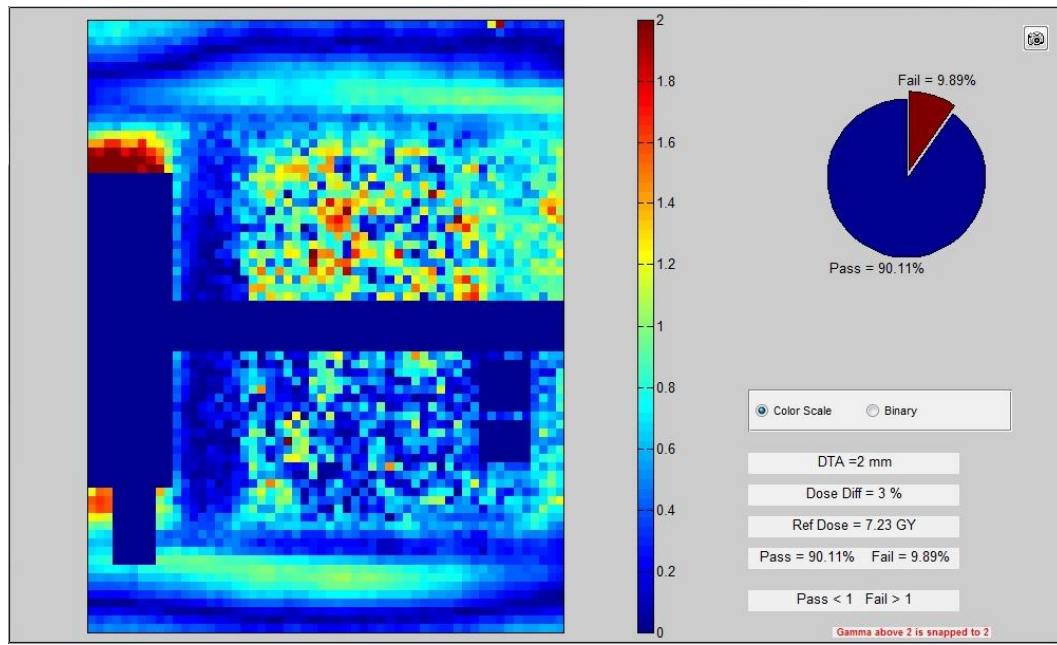 2
1.8
1.6
1.4
1.2
1
0.8
0.6
0.4
0.2
0
Fail = 9.89%
Pass = 90.11%
Color Scale Binary
DTA =2 mm
Dose Diff = 3 %
Ref Dose = 7.23 GY
Pass = 90.11% Fail = 9.89%
Pass < 1 Fail > 1
Gamma above 2 is snapped to 2